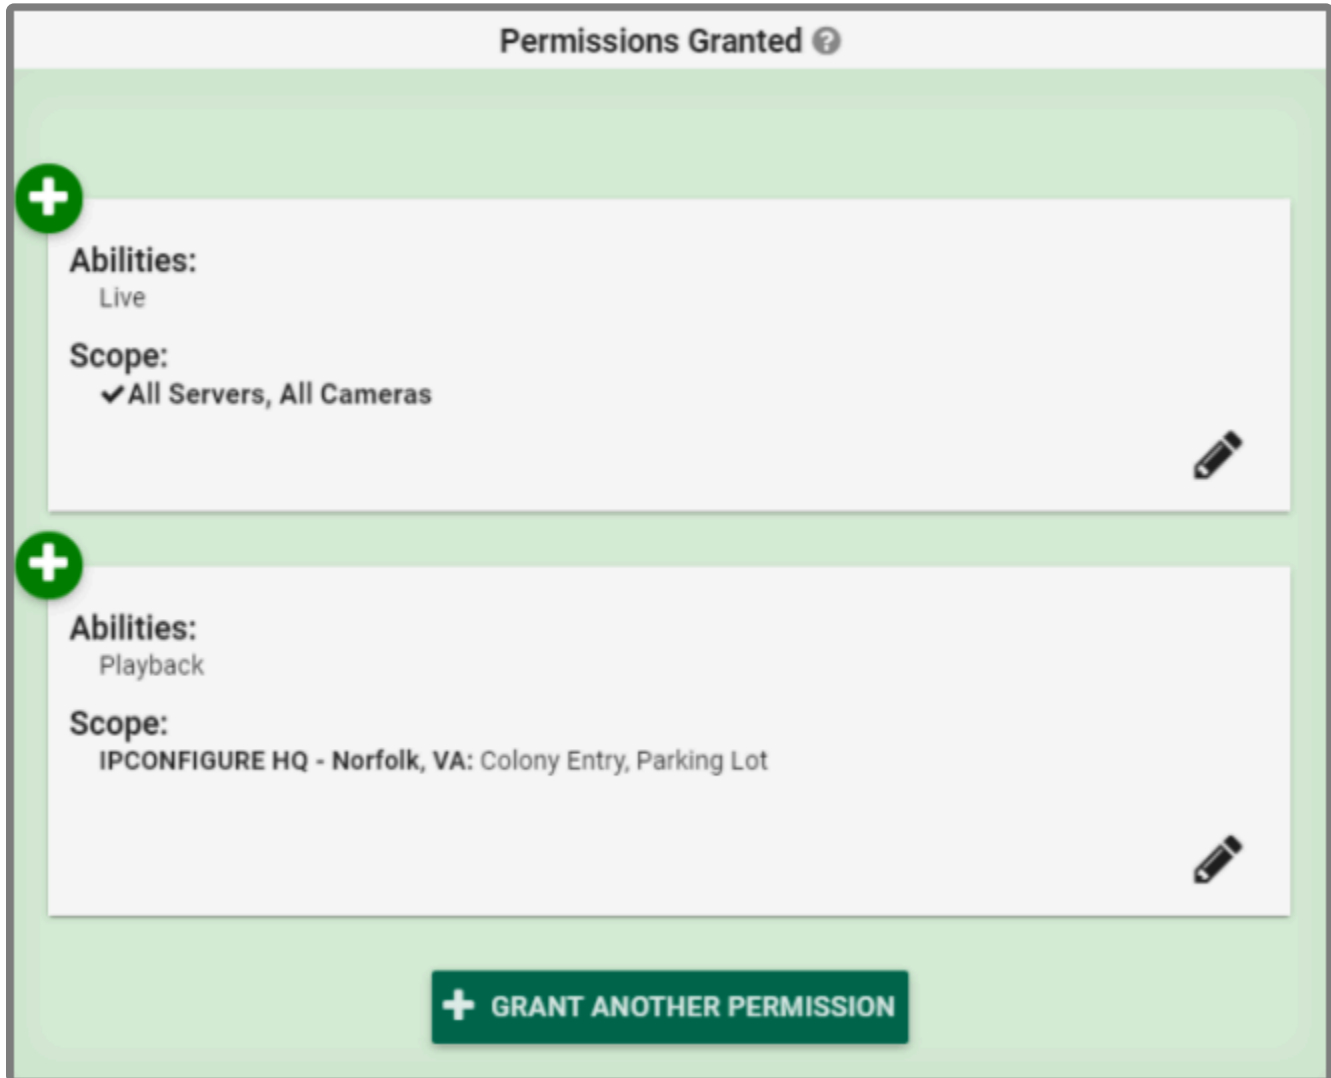 Permissions Granted ?
Abilities:
Live
Scope:
✔All Servers, All Cameras
Abilities:
Playback
Scope:
IPCONFIGURE HQ - Norfolk, VA: Colony Entry, Parking Lot
GRANT ANOTHER PERMISSION